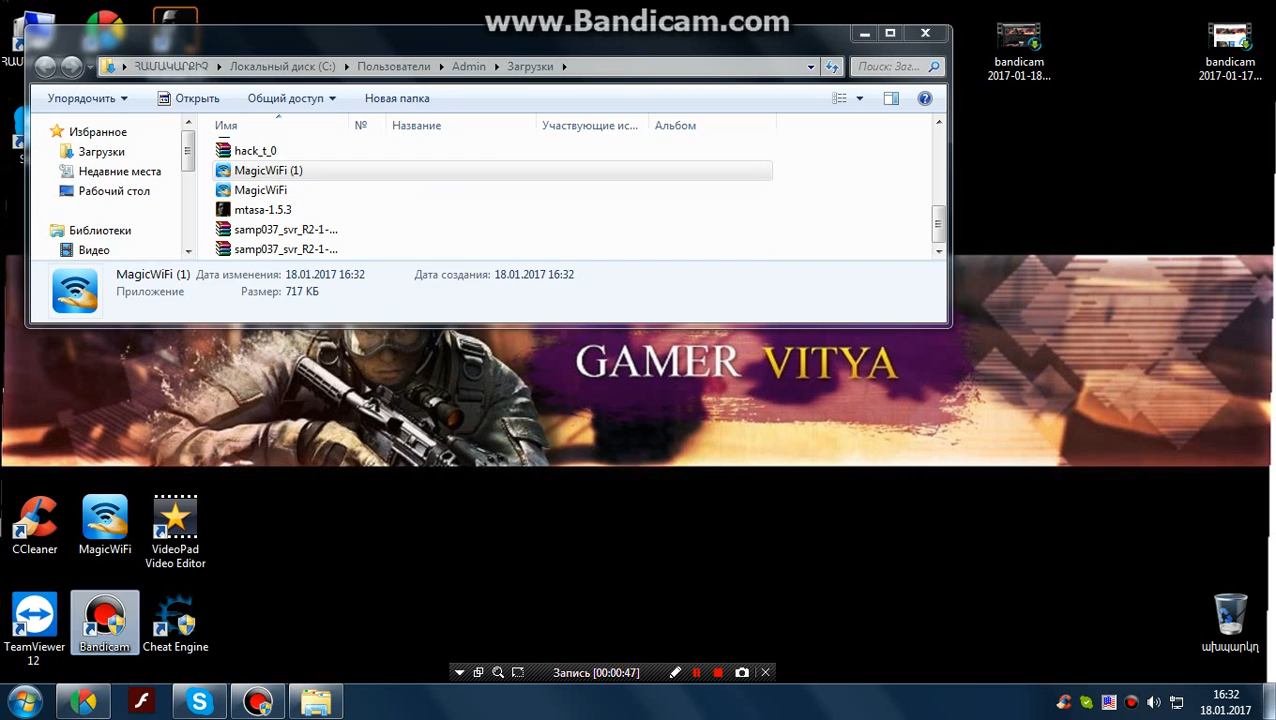 www.Bandicam.com
ՀԱՄԱԿԱՐԳԻՉ
Локальный диск (C:)
Пользователи
Admin
Загрузки
Поиск: Заг...
Упорядочить
Открыть
Общий доступ
Новая папка
Избранное
Загрузки
Недавние места
Рабочий стол
Библиотеки
Видео
Имя
№
Название
Участвующие ис...
Альбом
hack_t_0
MagicWiFi (1)
MagicWiFi
mtasa-1.5.3
samp037_svr_R2-1-...
samp037_svr_R2-1-...
MagicWiFi (1) Дата изменения: 18.01.2017 16:32 Дата создания: 18.01.2017 16:32
Приложение Размер: 717 КБ
bandicam
2017-01-18...
bandicam
2017-01-17...
GAMER VITYA
CCleaner
MagicWiFi
VideoPad
Video Editor
TeamViewer
12
Bandicam
Cheat Engine
ախպարկղ
Запись [00:00:47]
16:32
18.01.2017